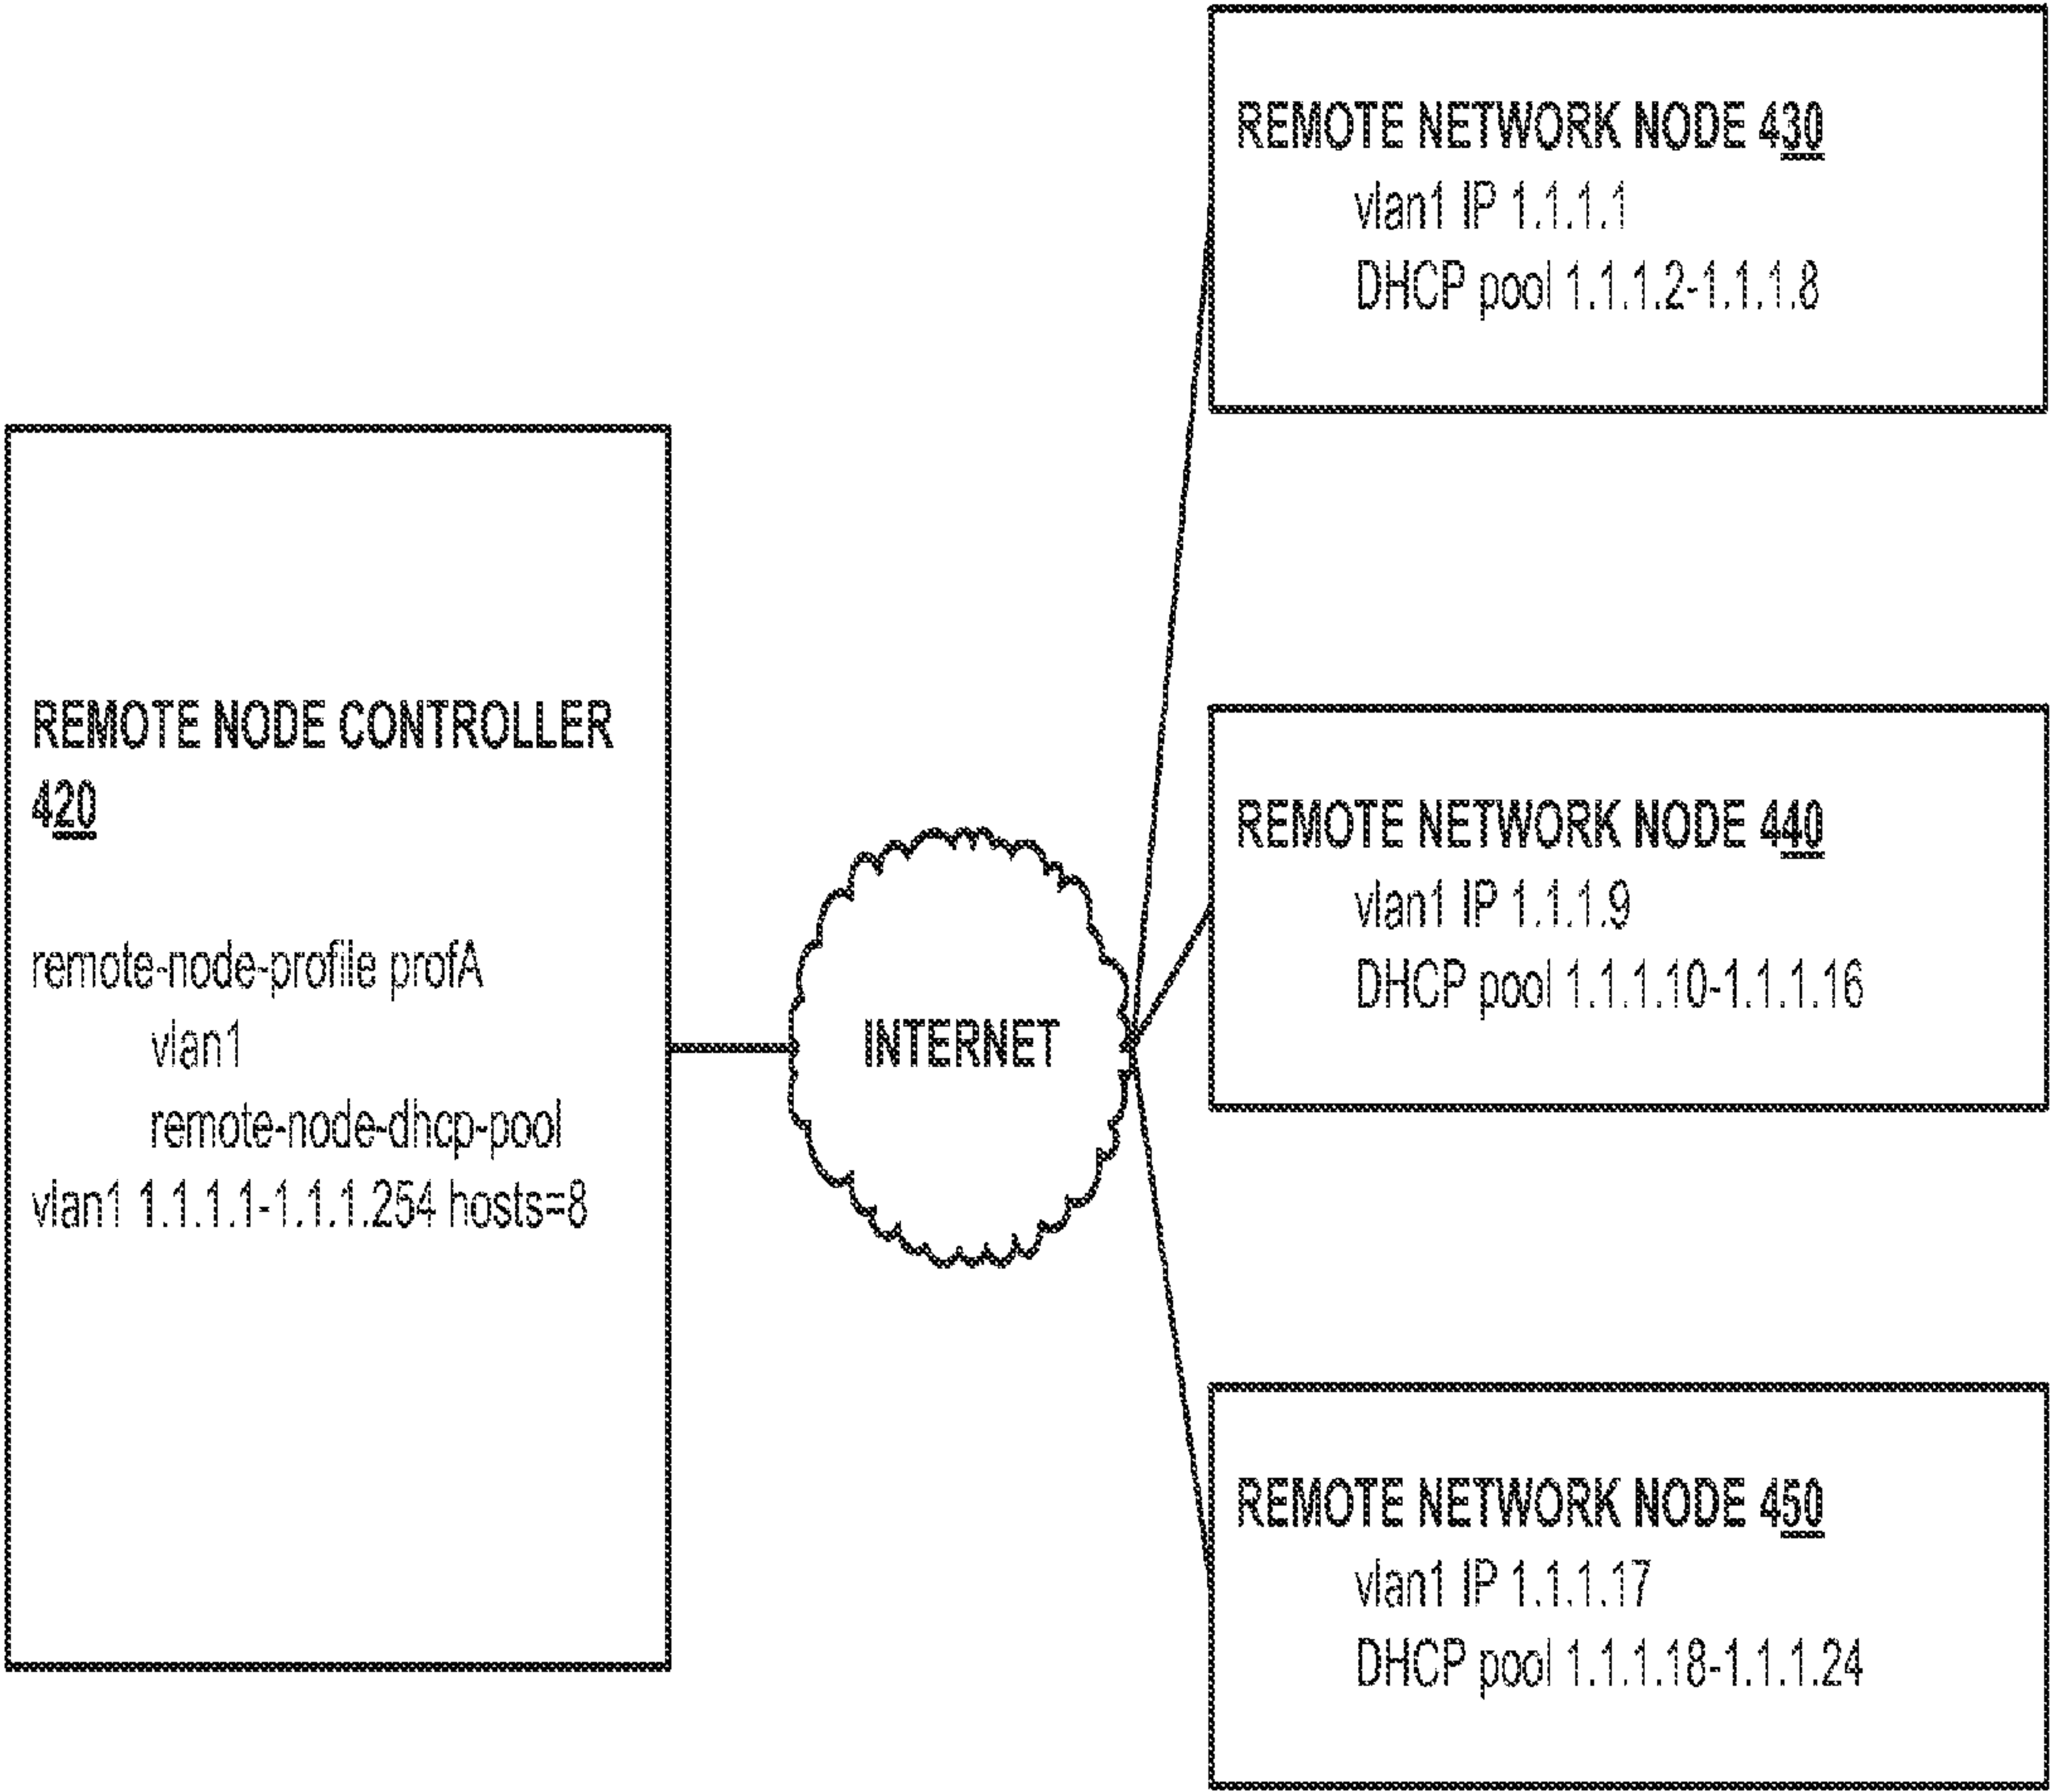 REMOTE NODE CONTROLLER
420
remote-node-profile profA
vlan1
remote-node-dhcp-pool
vlan1 1.1.1.1-1.1.1.254 hosts=8
INTERNET
REMOTE NETWORK NODE 430
vlan1 IP 1.1.1.1
DHCP pool 1.1.1.2-1.1.1.8
REMOTE NETWORK NODE 440
vlan1 IP 1.1.1.9
DHCP pool 1.1.1.10-1.1.1.16
REMOTE NETWORK NODE 450
vlan1 IP 1.1.1.17
DHCP pool 1.1.1.18-1.1.1.24